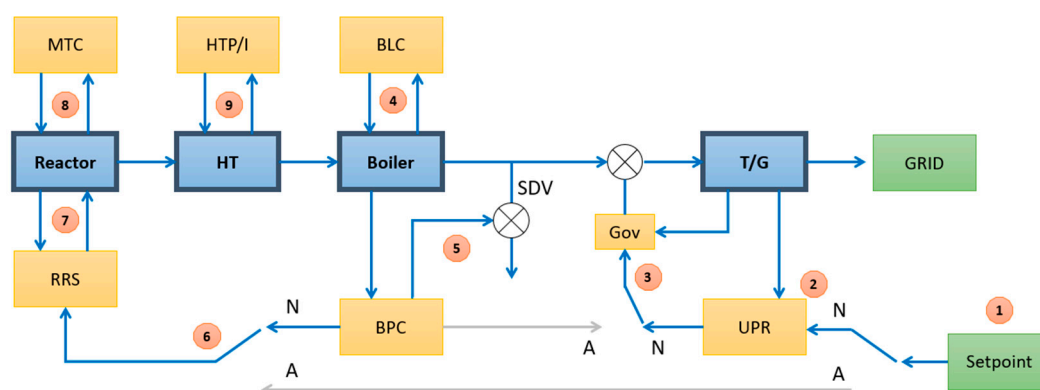 MTC
HTP/I
BLC
8
9
4
Reactor
HT
Boiler
T/G
GRID
SDV
7
5
Gov
RRS
3
2
1
N
BPC
N
UPR
N
Setpoint
6
A
A
A